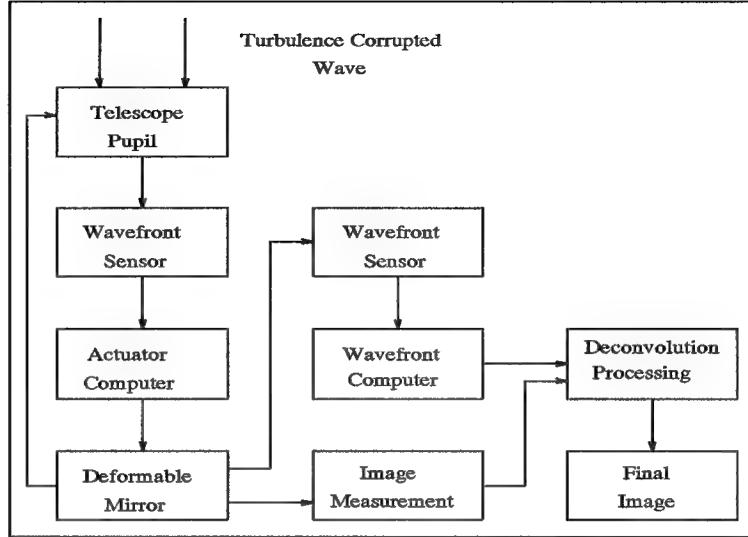 Turbulence Corrupted
Wave
Telescope
Pupil
Wavefront
Sensor
Wavefront
Sensor
Actuator
Computer
Wavefront
Computer
Deconvolution
Processing
Deformable
Mirror
Image
Measurement
Final
Image